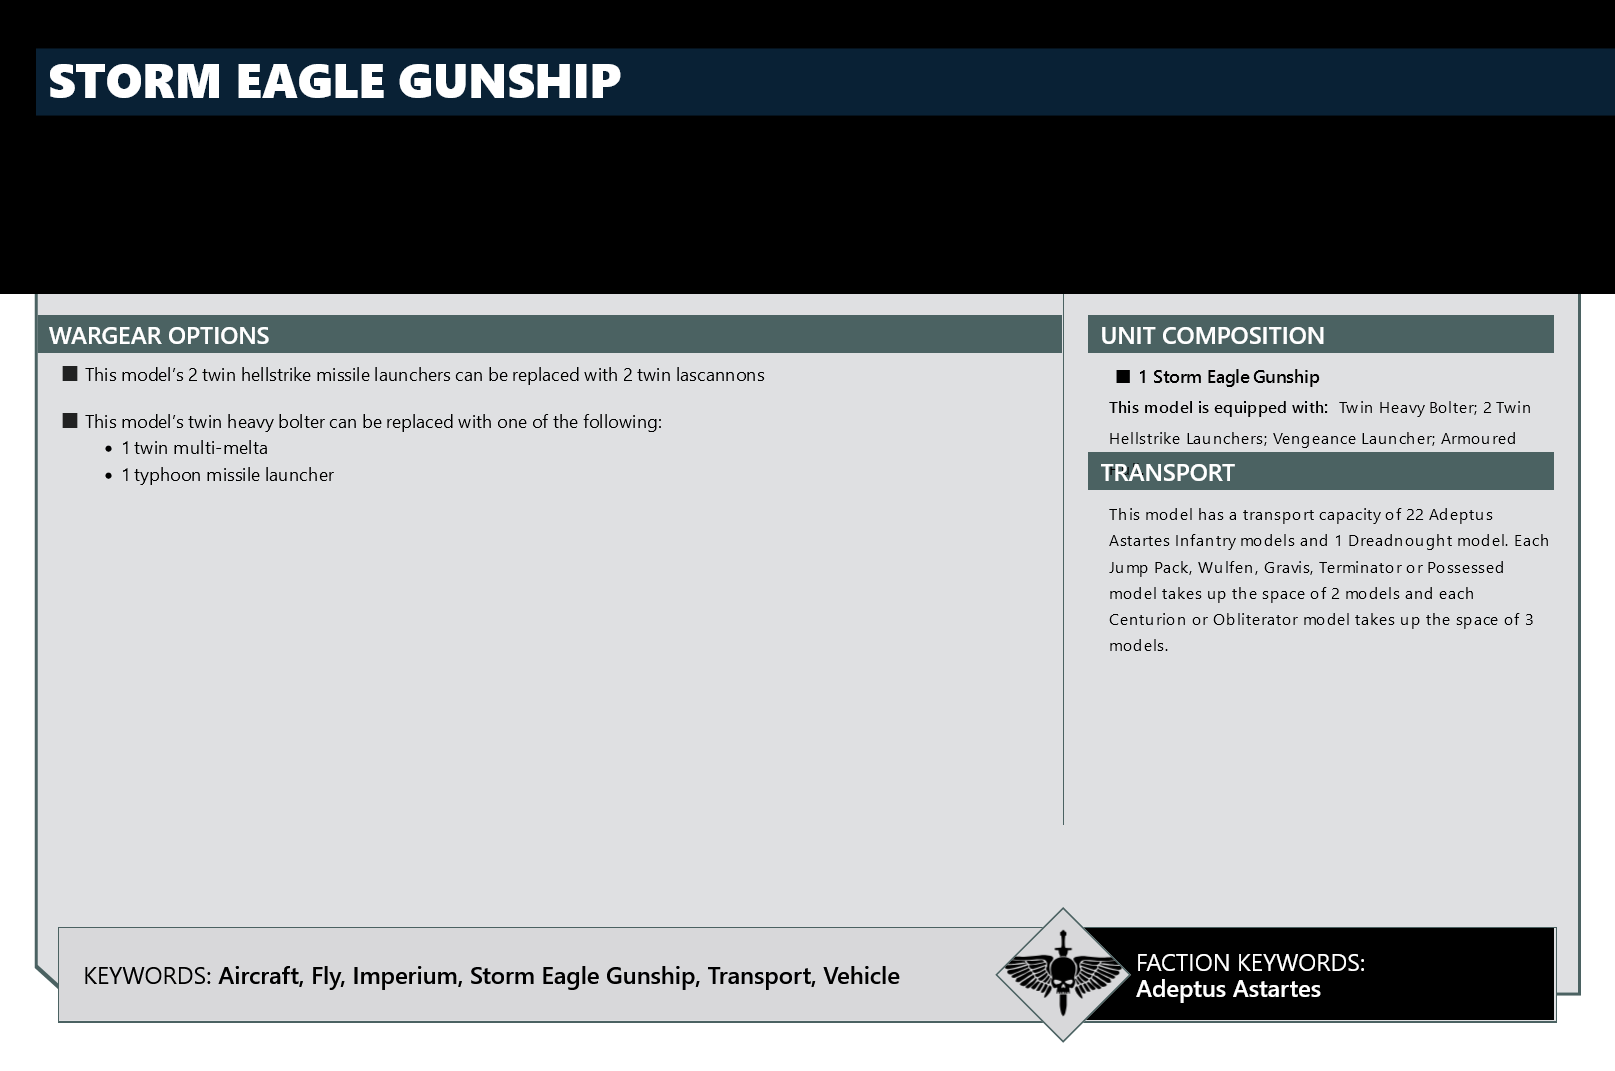 STORM EAGLE GUNSHIP
WARGEAR OPTIONS
■ This model’s 2 twin hellstrike missile launchers can be replaced with 2 twin lascannons
■ This model’s twin heavy bolter can be replaced with one of the following:
• 1 twin multi-melta
• 1 typhoon missile launcher
UNIT COMPOSITION
■ 1 Storm Eagle Gunship
This model is equipped with: Twin Heavy Bolter; 2 Twin
Hellstrike Launchers; Vengeance Launcher; Armoured
TRANSPORT
This model has a transport capacity of 22 Adeptus
Astartes Infantry models and 1 Dreadnought model. Each
Jump Pack, Wulfen, Gravis, Terminator or Possessed
model takes up the space of 2 models and each
Centurion or Obliterator model takes up the space of 3
models.
KEYWORDS: Aircraft, Fly, Imperium, Storm Eagle Gunship, Transport, Vehicle
FACTION KEYWORDS:
Adeptus Astartes